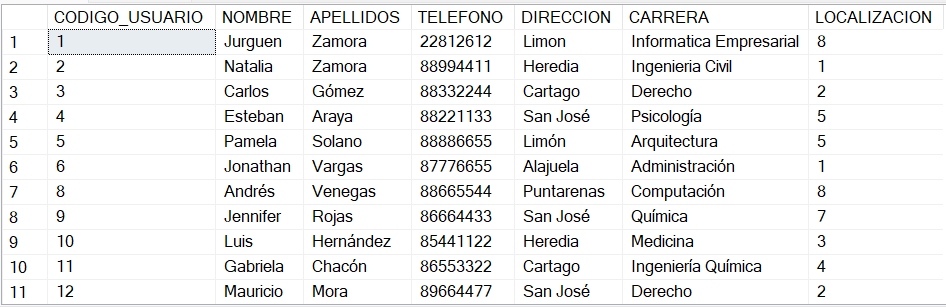 CODIGO_USUARIO NOMBRE APELLIDOS TELEFONO DIRECCION CARRERA LOCALIZACION
1 1 Jurguen Zamora 22812612 Limon Informatica Empresarial 8
2 2 Natalia Zamora 88994411 Heredia Ingenieria Civil 1
3 3 Carlos Gómez 88332244 Cartago Derecho 2
4 4 Esteban Araya 88221133 San José Psicología 5
5 5 Pamela Solano 88886655 Limón Arquitectura 5
6 6 Jonathan Vargas 87776655 Alajuela Administración 1
7 8 Andrés Venegas 88665544 Puntarenas Computación 8
8 9 Jennifer Rojas 86664433 San José Química 7
9 10 Luis Hernández 85441122 Heredia Medicina 3
10 11 Gabriela Chacón 86553322 Cartago Ingeniería Química 4
11 12 Mauricio Mora 89664477 San José Derecho 2